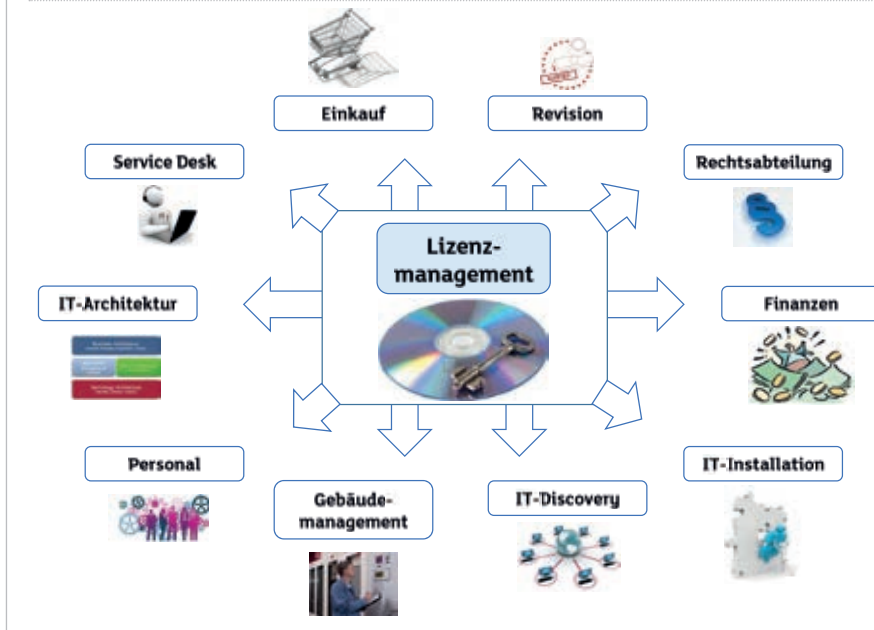 Einkauf
Revision
Service Desk
Rechtsabteilung
Lizenz-
management
IT-Architektur
Finanzen
Personal
IT-Installation
Gebäude-
management
IT-Discovery